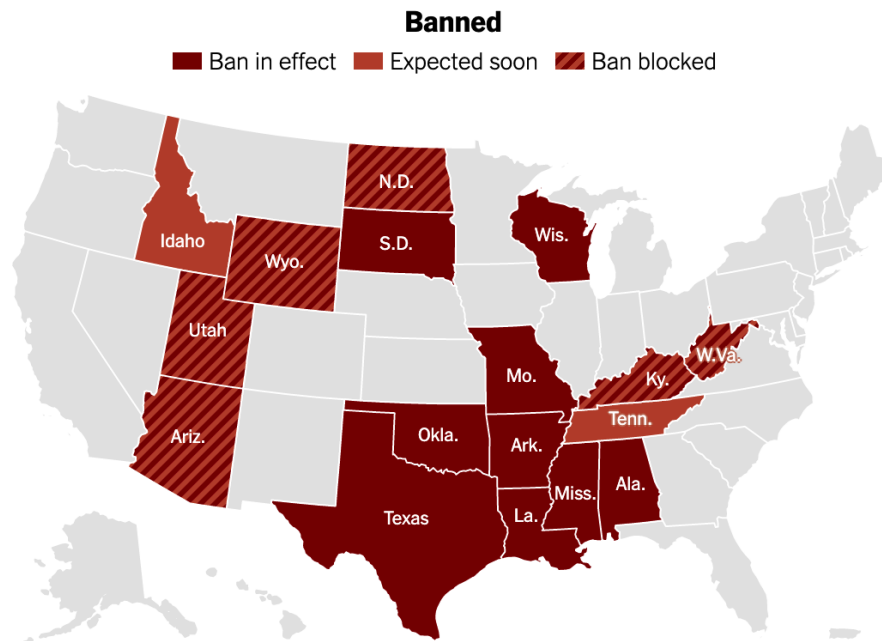 Banned
Ban in effect Expected soon Ban blocked
N.D.
Idaho
S.D.
Wis.
Wyo.
Utah
W.Va.
Mo.
Ky.
Ariz.
Okla.
Ark.
Tenn.
Miss.
Ala.
Texas
La.